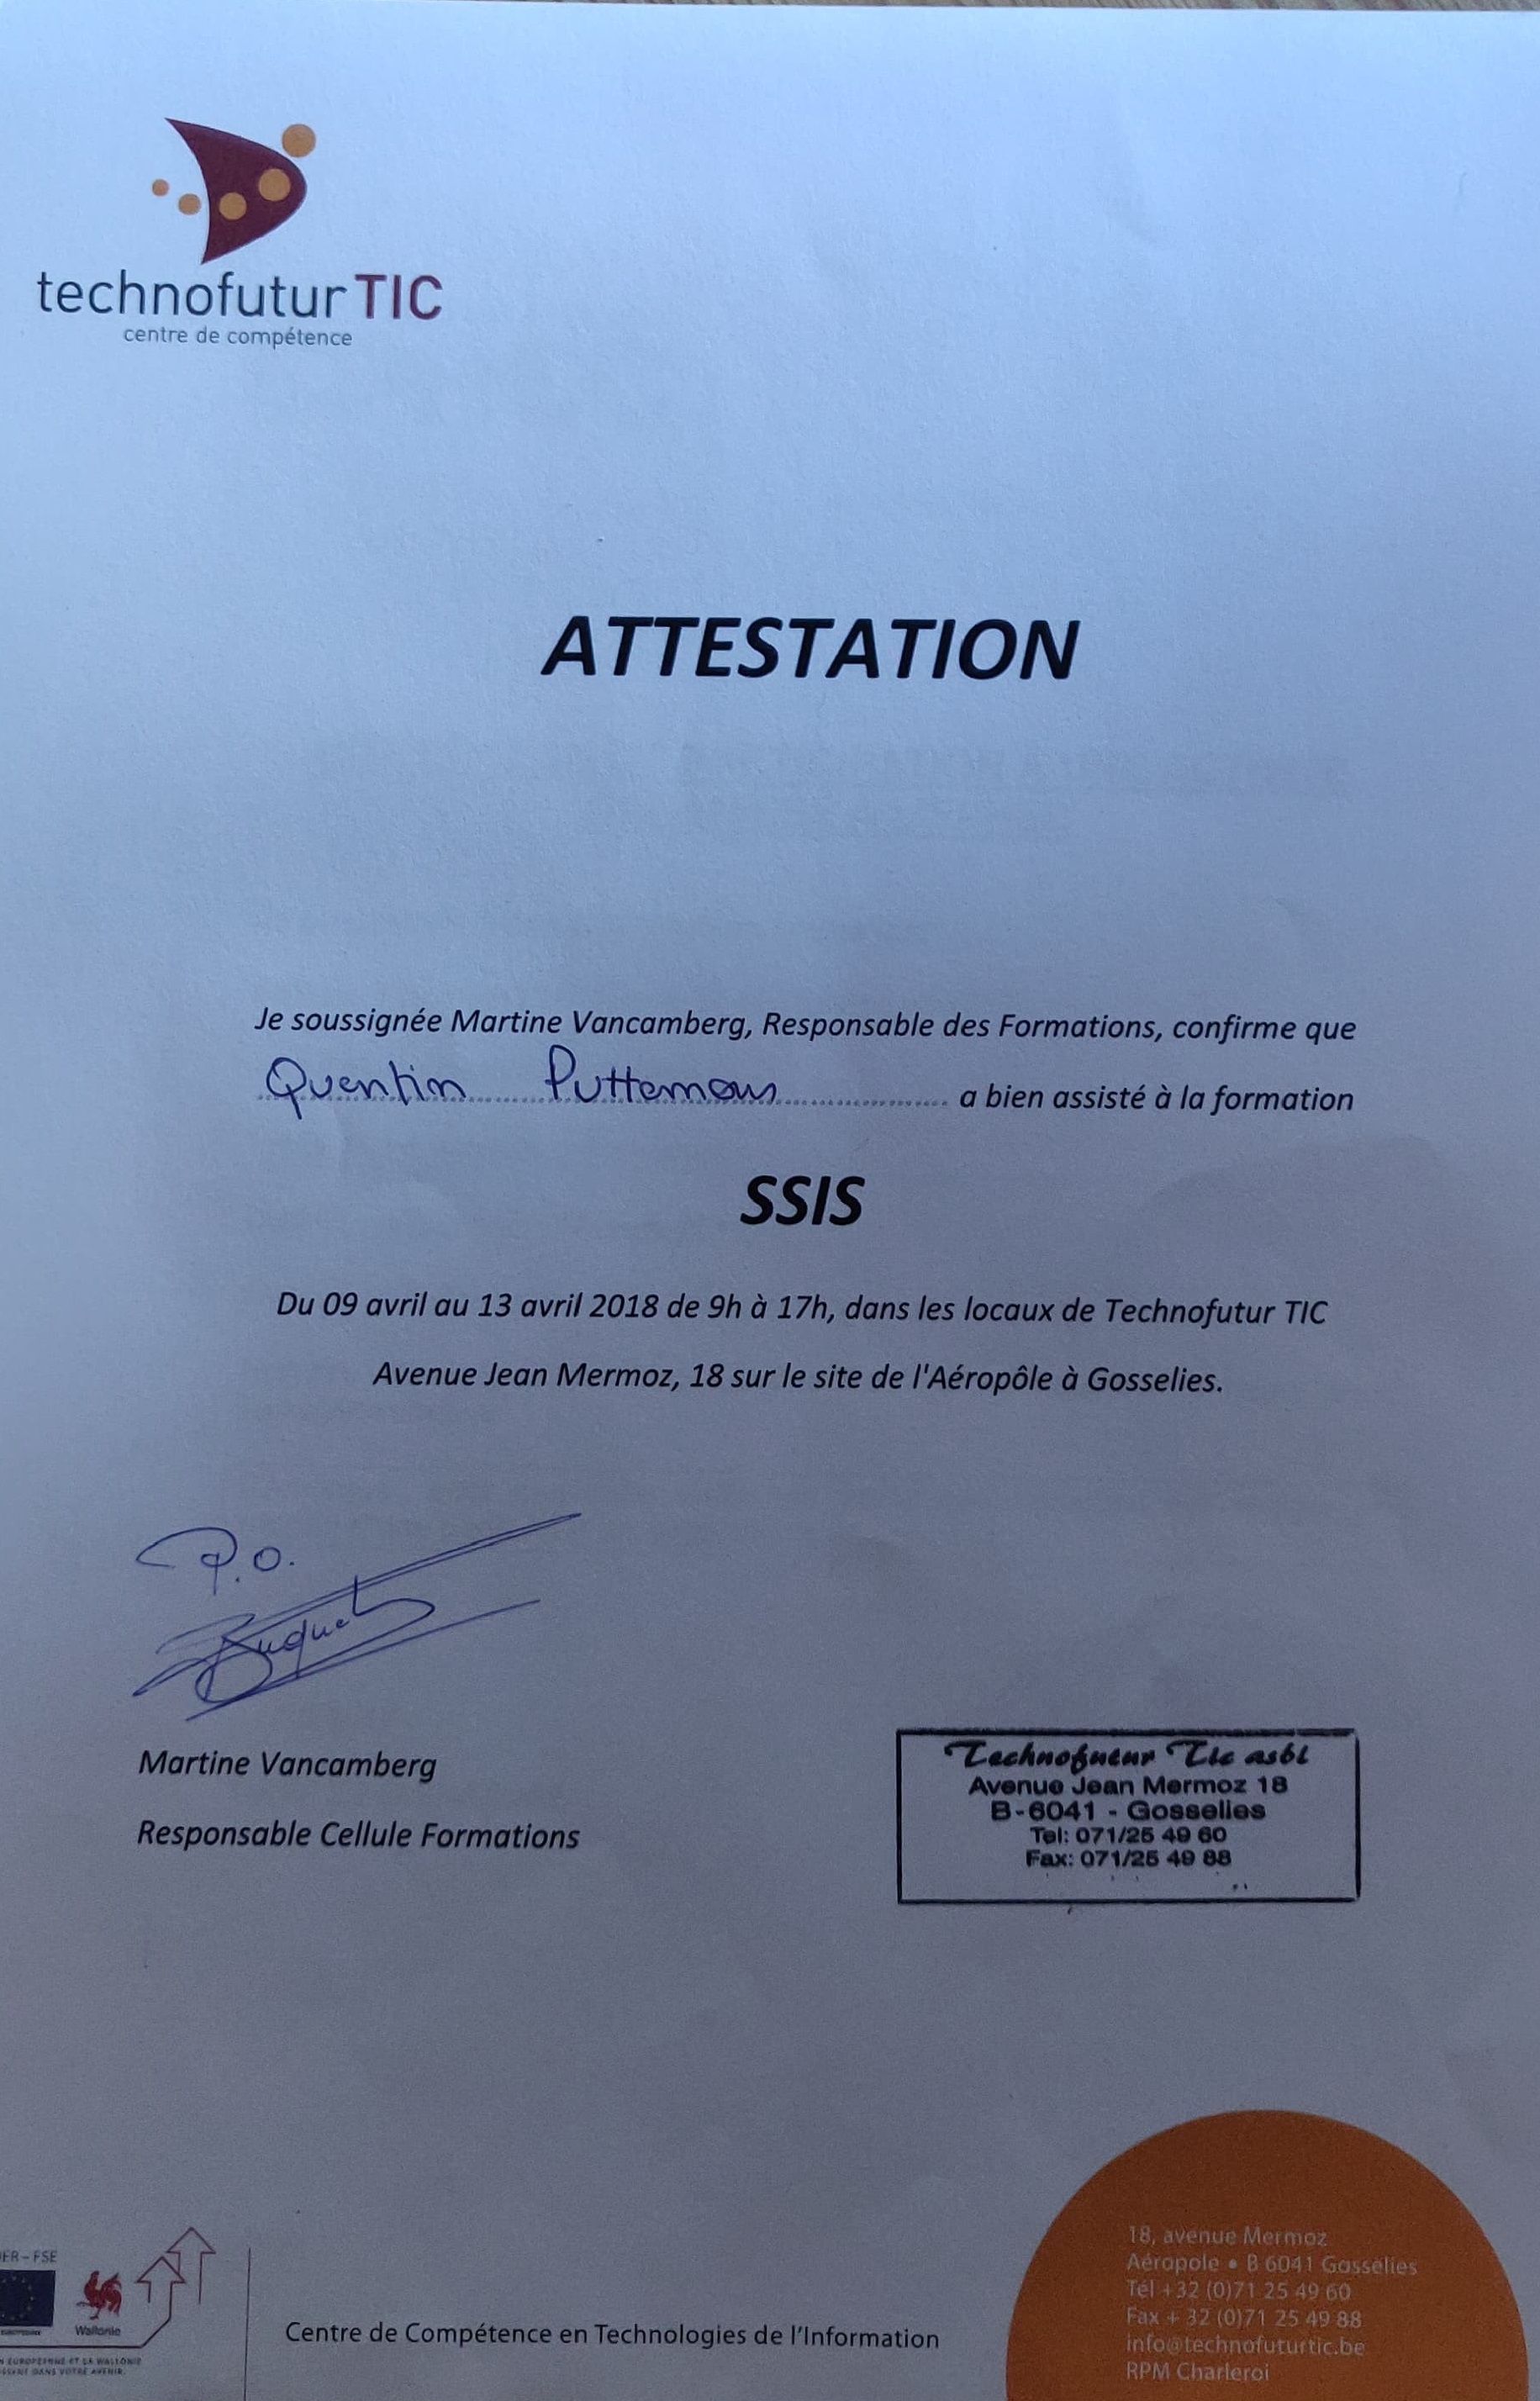 technofutur TIC
centre de compétence
ATTESTATION
Je soussignée Martine Vancamberg, Responsable des Formations, confirme que
Quentin Puttemans a bien assisté à la formation
SSIS
Du 09 avril au 13 avril 2018 de 9h à 17h, dans les locaux de Technofutur TIC
Avenue Jean Mermoz, 18 sur le site de l'Aéropôle à Gosselies.
P.O.
Martine Vancamberg
Responsable Cellule Formations
Technofutur Tic asbl
Avenue Jean Mermoz 18
B-6041 - Gosselies
Tel: 071/25 49 60
Fax: 071/25 49 88
ER - FSE
Wallonie
EUROPÉENNE ET LA WALLONIE
DANS VOTRE AVENIR.
Centre de Compétence en Technologies de l'Information
18, avenue Mermoz
Aéropole • B 6041 Gosselies
Tél +32 (0)71 25 49 60
Fax + 32 (0)71 25 49 88
info@technofuturtic.be
RPM Charleroi